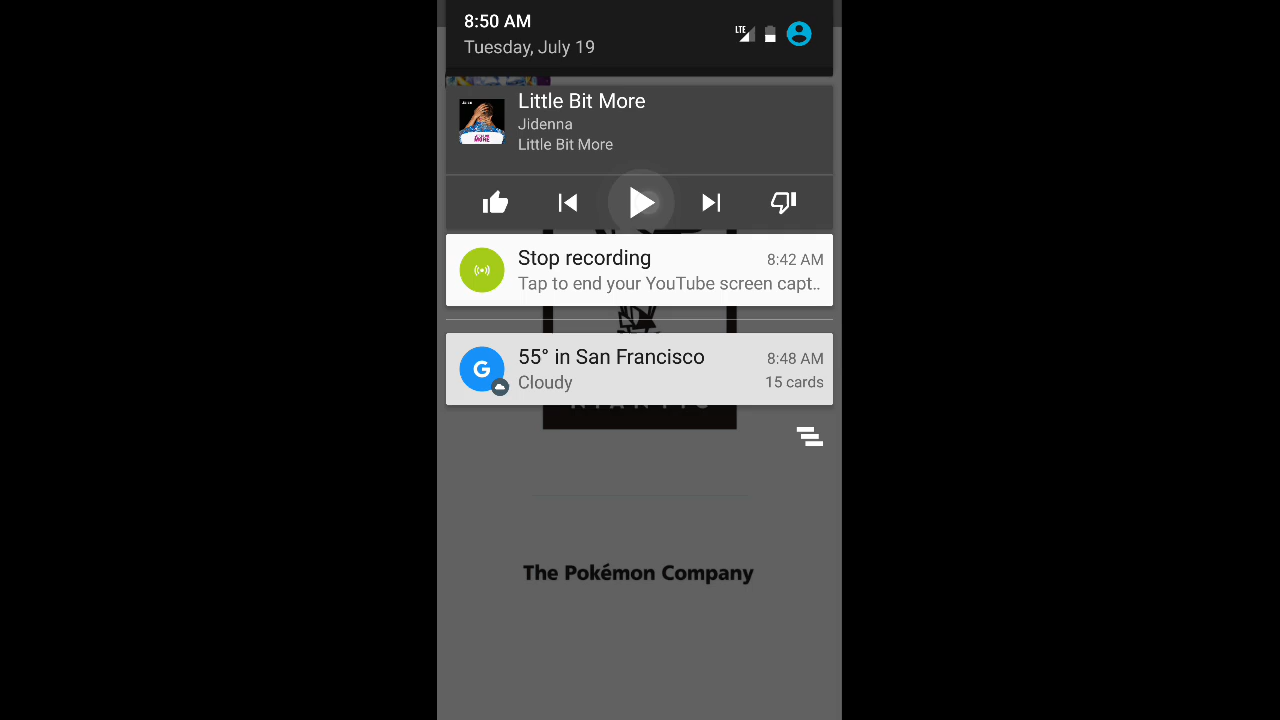 8:50 AM
Tuesday, July 19
LTE
Little Bit More
Jidenna
Little Bit More
Stop recording
8:42 AM
Tap to end your YouTube screen capt..
55° in San Francisco
8:48 AM
Cloudy
15 cards
The Pokémon Company